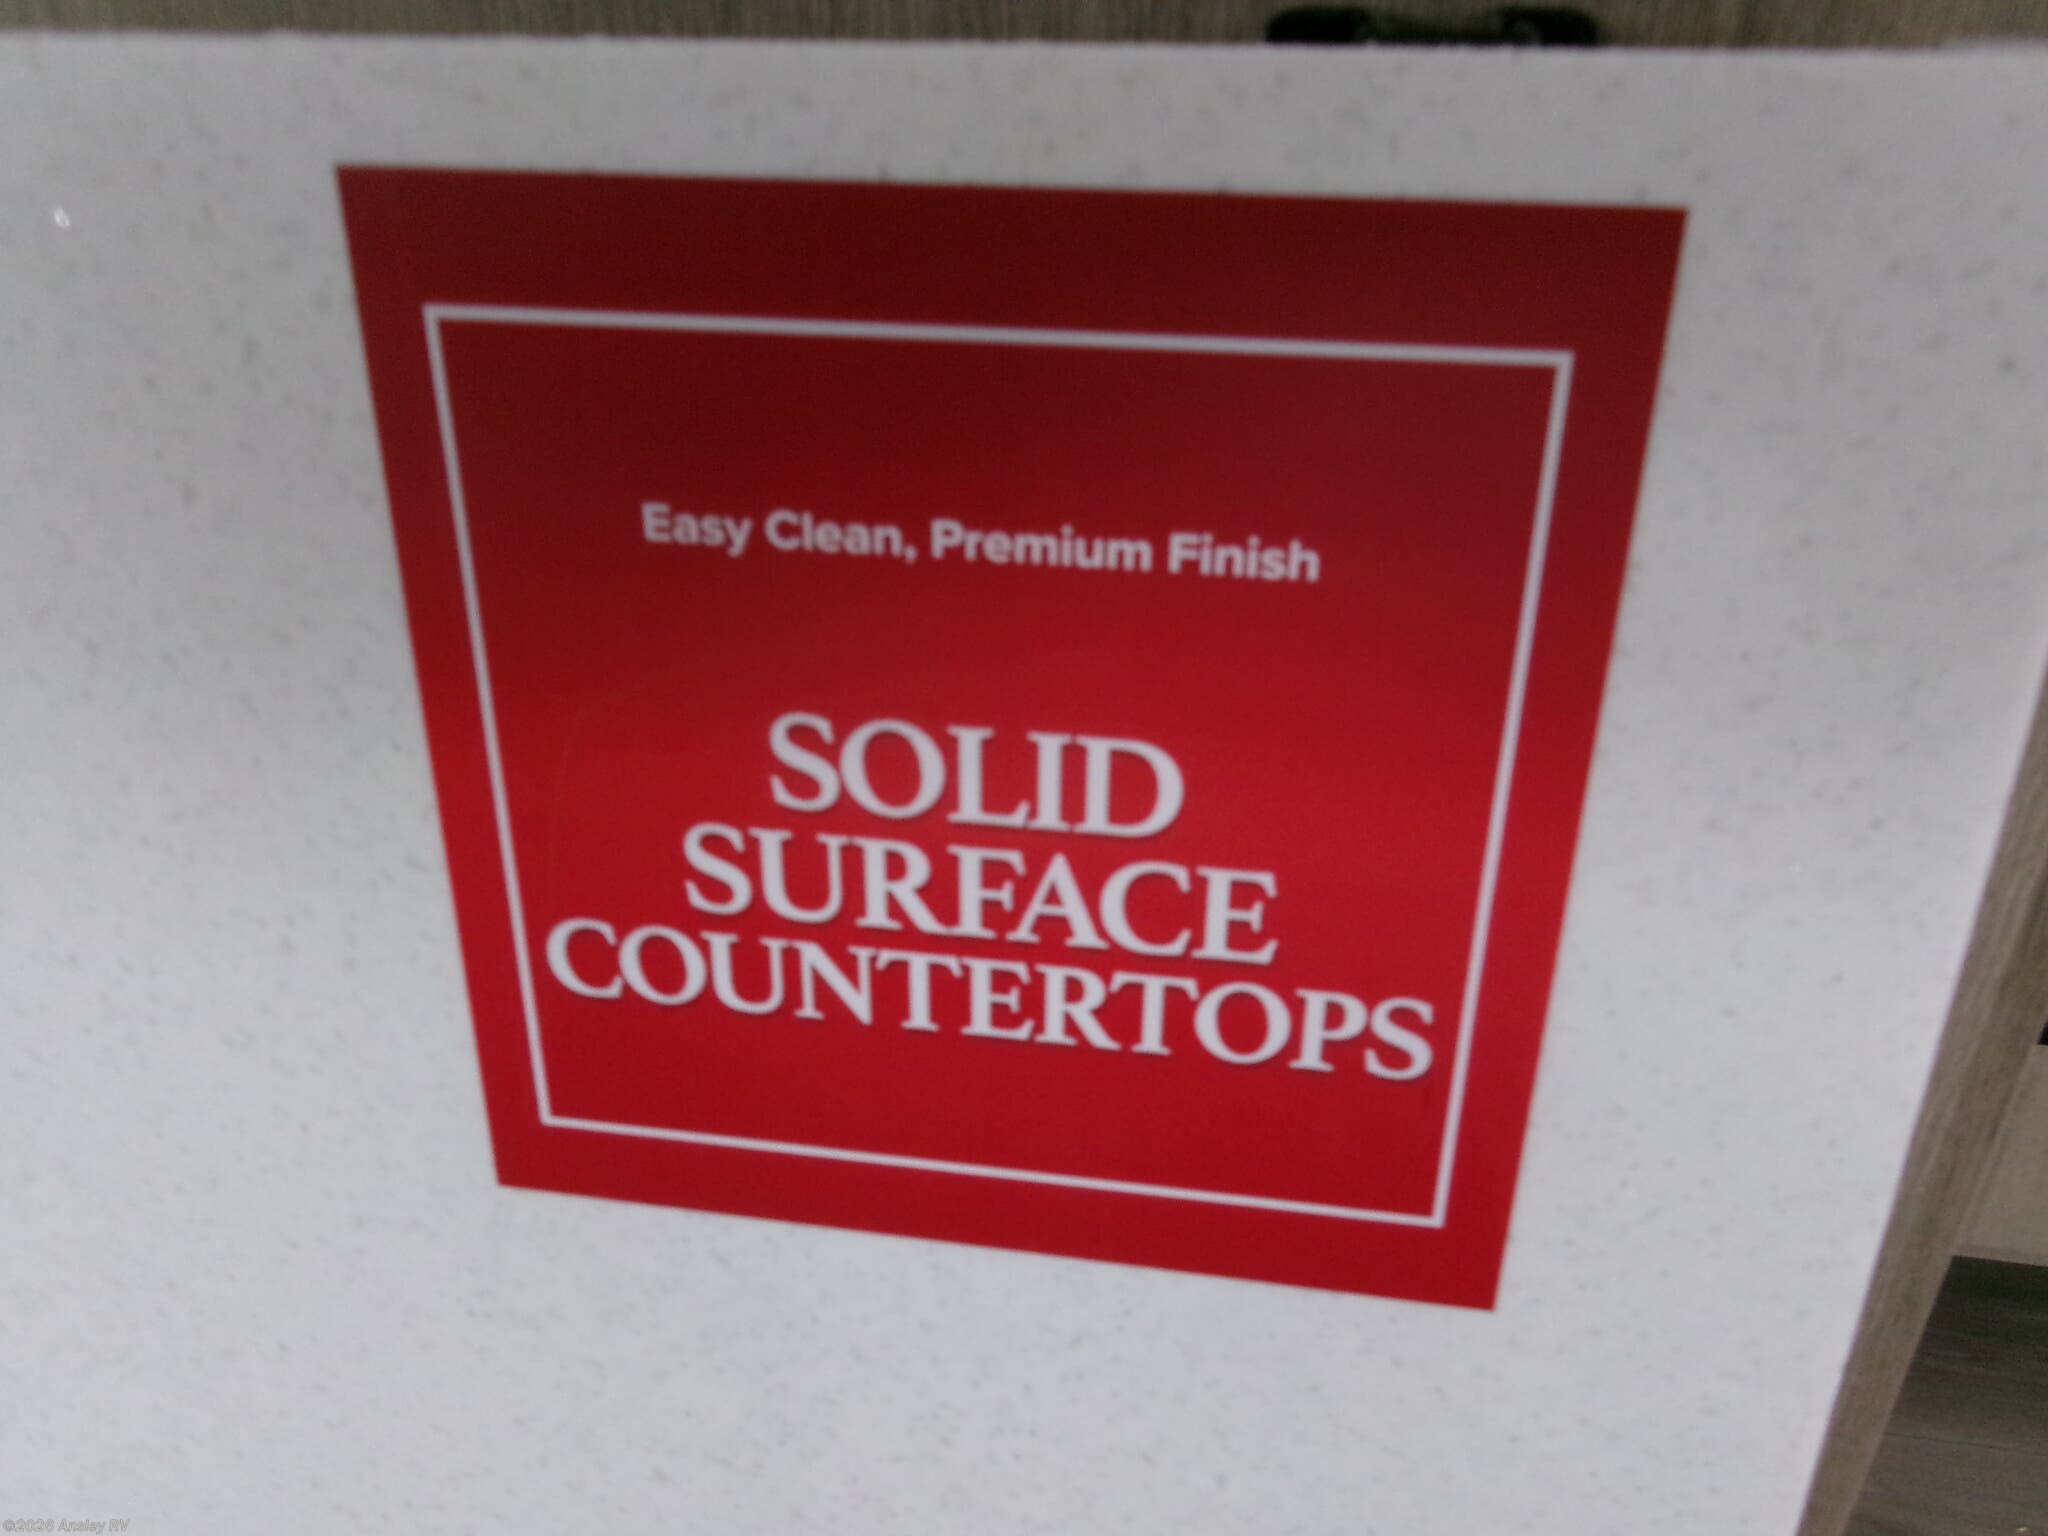 Easy Clean, Premium Finish
SOLID
SURFACE
COUNTERTOPS
©2026 Ansley RV